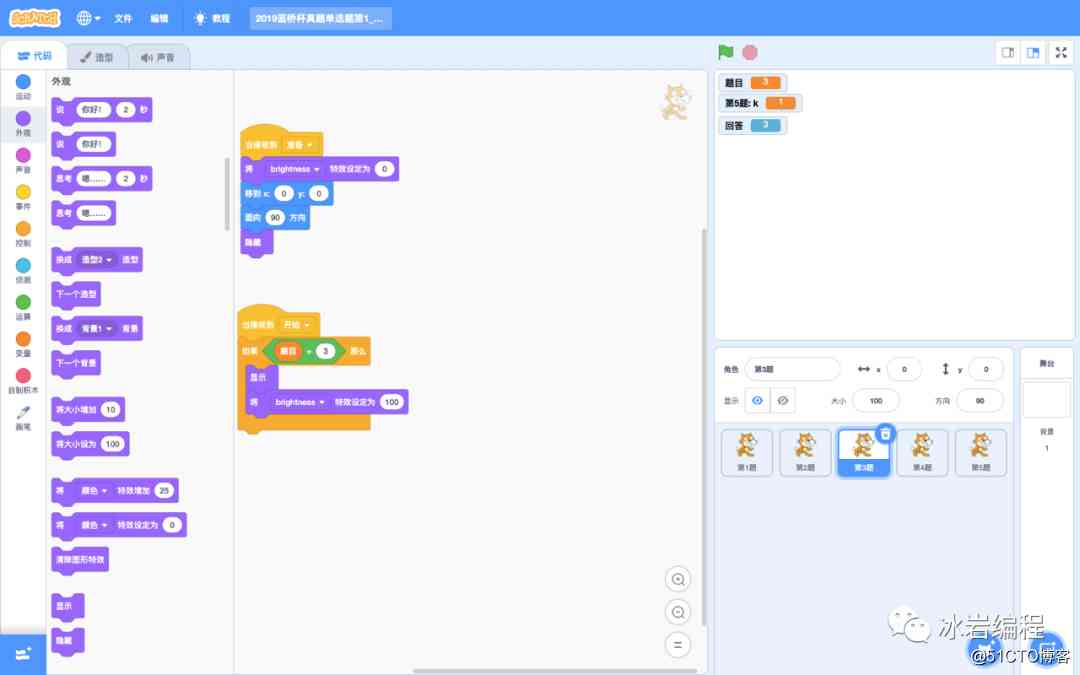 SCRATCH 文件 编辑 教程 2019蓝桥杯真题单选题第1_...
代码 造型 声音
运动
外观
声音
事件
控制
侦测
运算
变量
自制积木
画笔
外观
说 你好! 2 秒
说 你好!
思考 嗯…… 2 秒
思考 嗯……
换成 造型2 造型
下一个造型
换成 背景1 背景
下一个背景
将大小增加 10
将大小设为 100
将 颜色 特效增加 25
将 颜色 特效设定为 0
清除图形特效
显示
隐藏
当接收到 准备
将 brightness 特效设定为 0
移到 x: 0 y: 0
面向 90 方向
隐藏
当接收到 开始
如果 题目 = 3 那么
显示
将 brightness 特效设定为 100
题目 3
第5题: k 1
回答 3
角色 第3题 x 0 y 0
显示 大小 100 方向 90
第1题 第2题 第3题 第4题 第5题
舞台
背景
1
冰岩编程
@51CTO博客